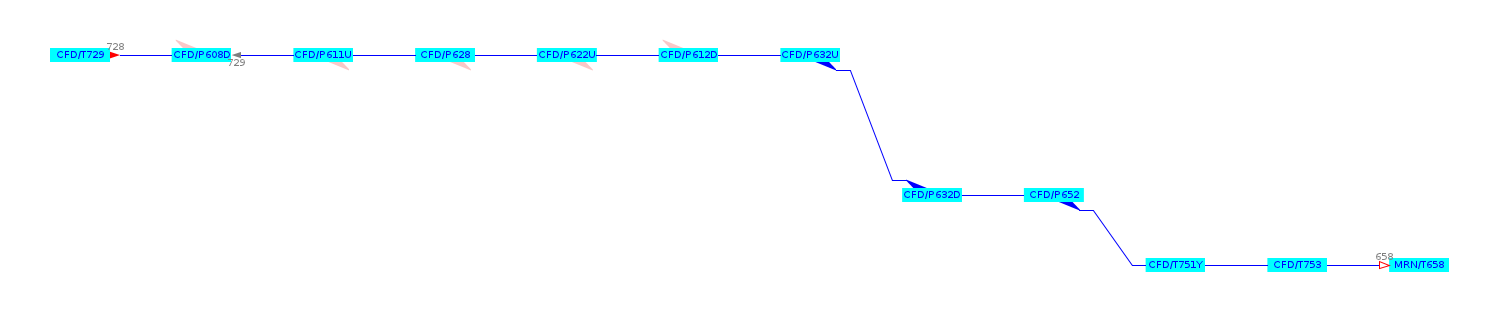 728
CFD/T729 CFD/P608D CFD/P611U CFD/P628 CFD/P622U CFD/P612D CFD/P632U
729
CFD/P632D CFD/P652
658
CFD/T751Y CFD/T753 MRN/T658